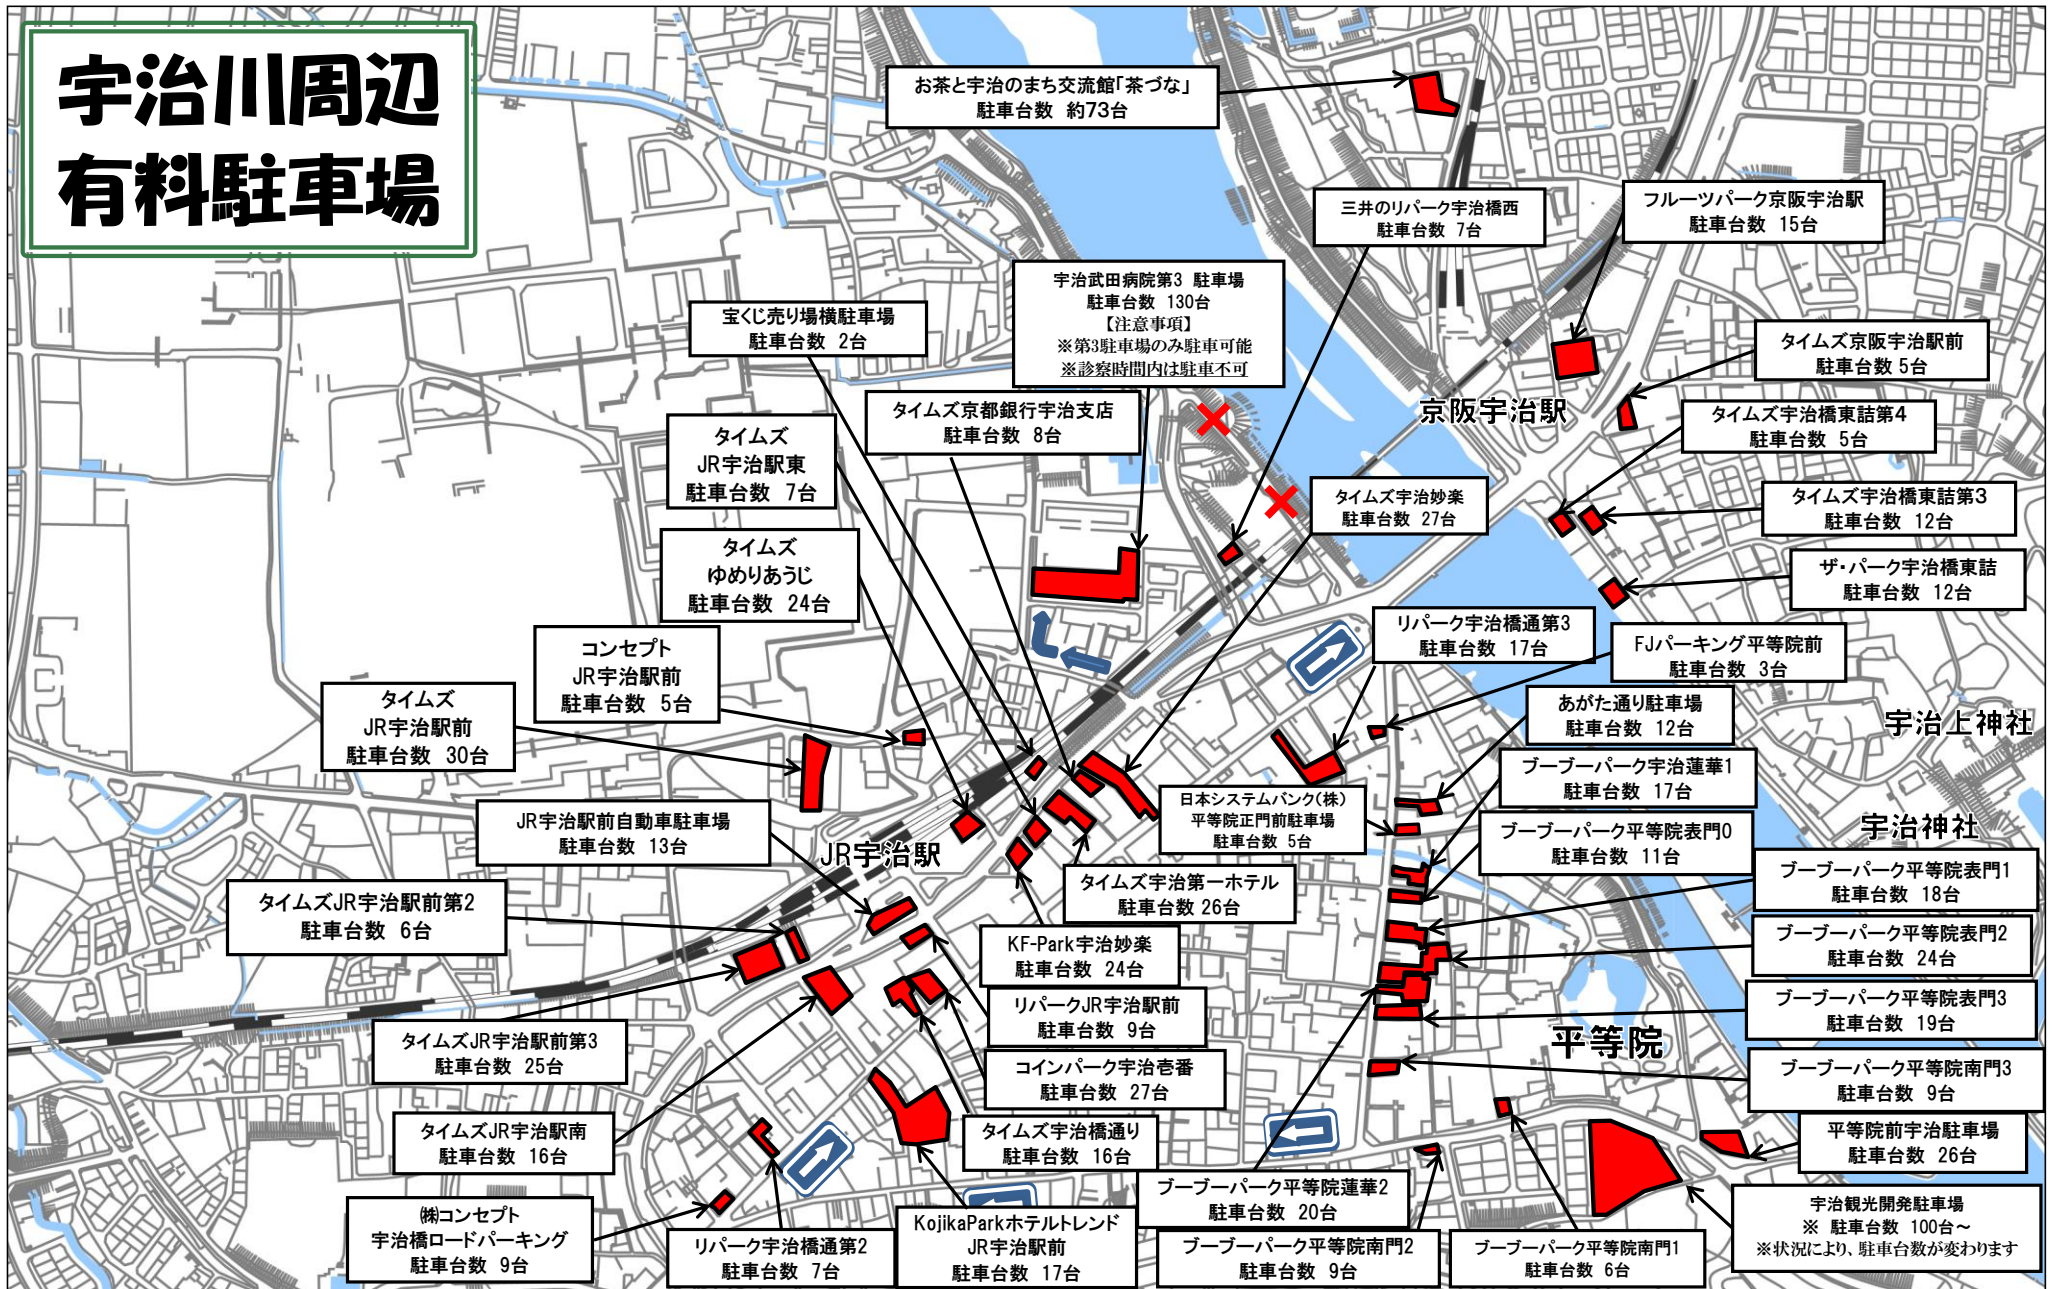 宇治川周辺
有料駐車場
お茶と宇治のまち交流館「茶づな」
駐車台数 約73台
三井のリパーク宇治橋西
駐車台数 7台
フルーツパーク京阪宇治駅
駐車台数 15台
宇治武田病院第3 駐車場
駐車台数 130台
【注意事項】
※第3駐車場のみ駐車可能
※診察時間内は駐車不可
宝くじ売り場横駐車場
駐車台数 2台
タイムズ京阪宇治駅前
駐車台数 5台
タイムズ京都銀行宇治支店
駐車台数 8台
京阪宇治駅
タイムズ宇治橋東詰第4
駐車台数 5台
タイムズ
JR宇治駅東
駐車台数 7台
タイムズ宇治妙楽
駐車台数 27台
タイムズ宇治橋東詰第3
駐車台数 12台
タイムズ
ゆめりあうじ
駐車台数 24台
ザ・パーク宇治橋東詰
駐車台数 12台
リパーク宇治橋通第3
駐車台数 17台
FJパーキング平等院前
駐車台数 3台
コンセプト
JR宇治駅前
駐車台数 5台
タイムズ
JR宇治駅前
駐車台数 30台
あがた通り駐車場
駐車台数 12台
宇治上神社
ブーブーパーク宇治蓮華1
駐車台数 17台
日本システムバンク(株)
平等院正門前駐車場
駐車台数 5台
JR宇治駅前自動車駐車場
駐車台数 13台
JR宇治駅
宇治神社
ブーブーパーク平等院表門0
駐車台数 11台
ブーブーパーク平等院表門1
駐車台数 18台
タイムズ宇治第一ホテル
駐車台数 26台
タイムズJR宇治駅前第2
駐車台数 6台
KF-Park宇治妙楽
駐車台数 24台
ブーブーパーク平等院表門2
駐車台数 24台
リパークJR宇治駅前
駐車台数 9台
ブーブーパーク平等院表門3
駐車台数 19台
平等院
タイムズJR宇治駅前第3
駐車台数 25台
コインパーク宇治壱番
駐車台数 27台
ブーブーパーク平等院南門3
駐車台数 9台
タイムズJR宇治駅南
駐車台数 16台
タイムズ宇治橋通り
駐車台数 16台
平等院前宇治駐車場
駐車台数 26台
ブーブーパーク平等院蓮華2
駐車台数 20台
㈱コンセプト
宇治橋ロードパーキング
駐車台数 9台
リパーク宇治橋通第2
駐車台数 7台
KojikaParkホテルトレンド
JR宇治駅前
駐車台数 17台
ブーブーパーク平等院南門2
駐車台数 9台
ブーブーパーク平等院南門1
駐車台数 6台
宇治観光開発駐車場
※ 駐車台数 100台～
※状況により、駐車台数が変わります